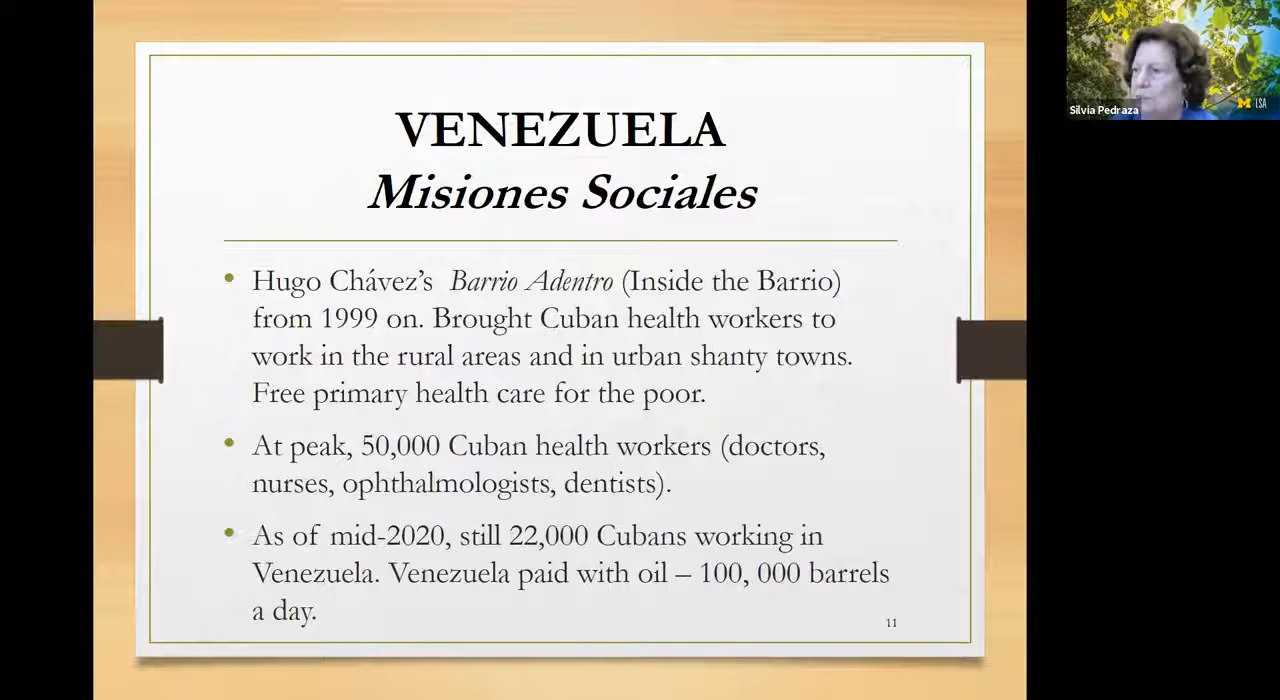 VENEZUELA
Misiones Sociales
• Hugo Chávez’s Barrio Adentro (Inside the Barrio)
from 1999 on. Brought Cuban health workers to
work in the rural areas and in urban shanty towns.
Free primary health care for the poor.
• At peak, 50,000 Cuban health workers (doctors,
nurses, ophthalmologists, dentists).
• As of mid-2020, still 22,000 Cubans working in
Venezuela. Venezuela paid with oil – 100, 000 barrels
a day.
11
Silvia Pedraza
M LSA